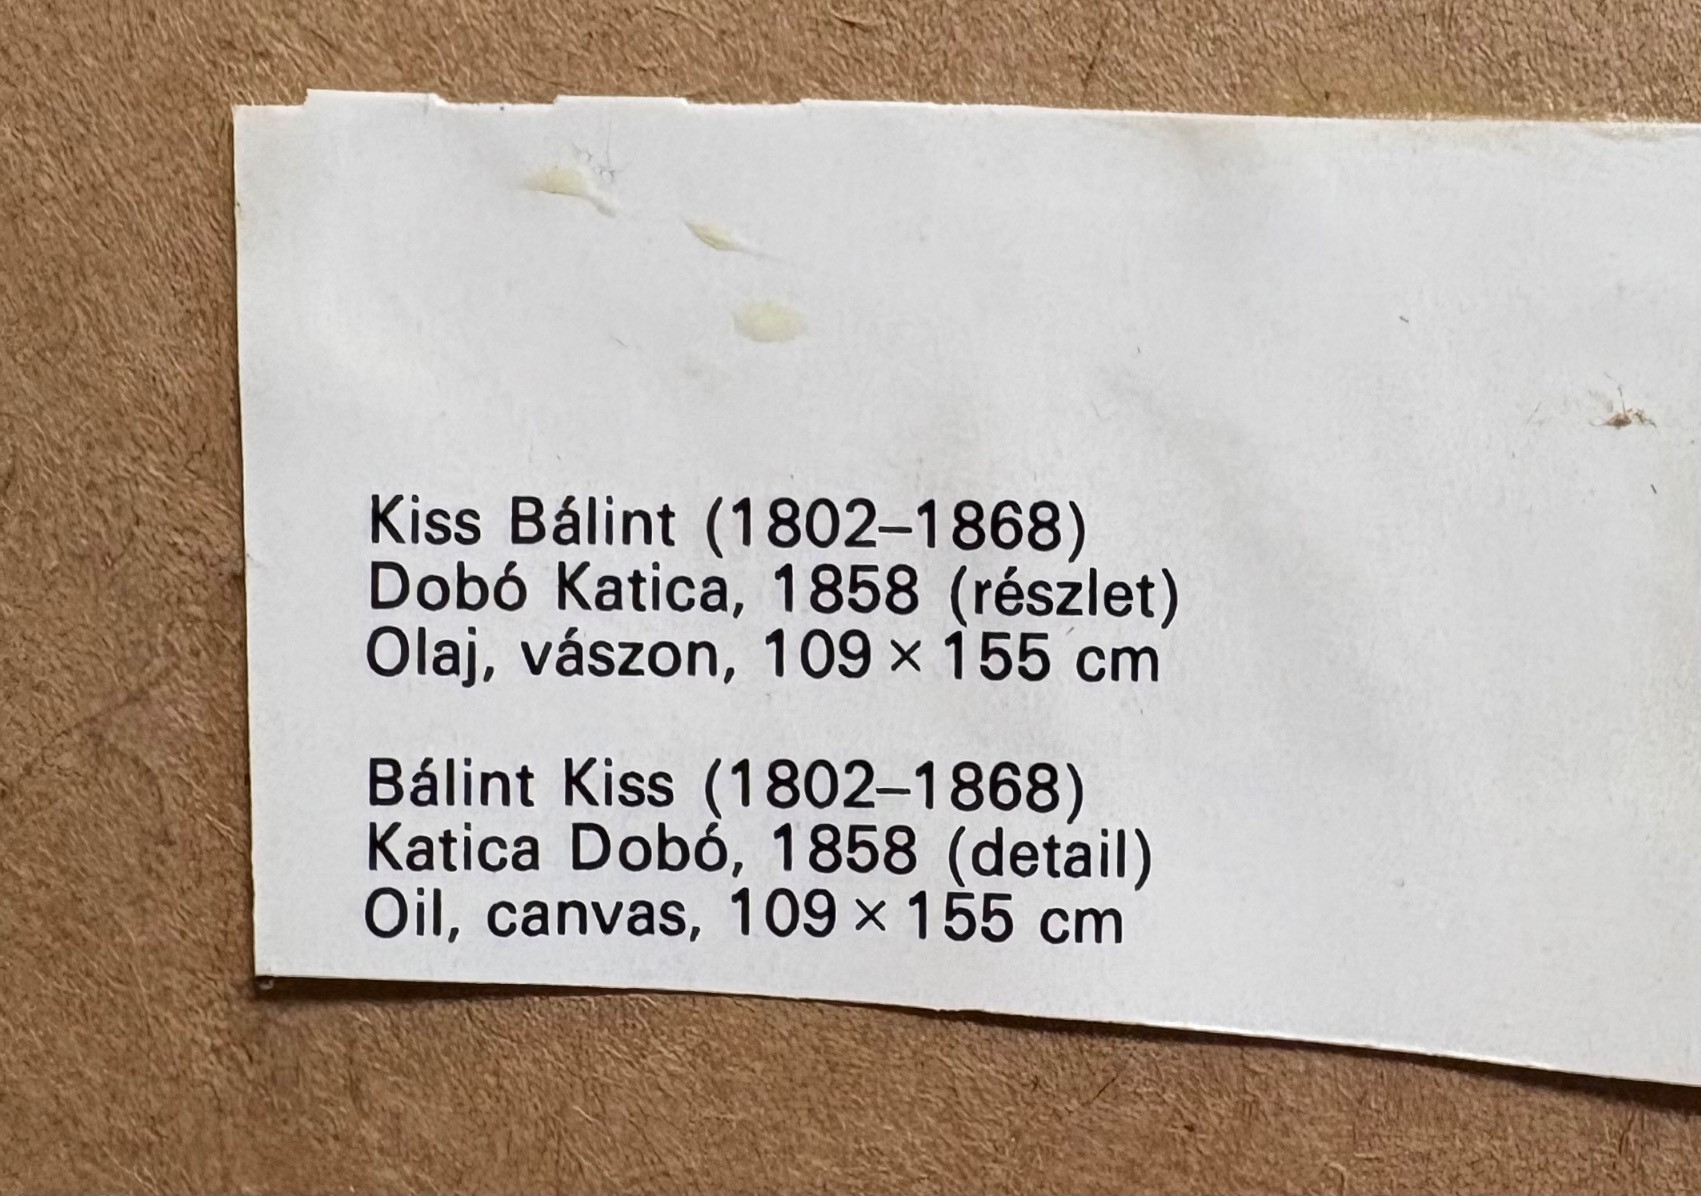 Kiss Bálint (1802–1868)
Dobó Katica, 1858 (részlet)
Olaj, vászon, 109 × 155 cm
Bálint Kiss (1802–1868)
Katica Dobó, 1858 (detail)
Oil, canvas, 109 × 155 cm